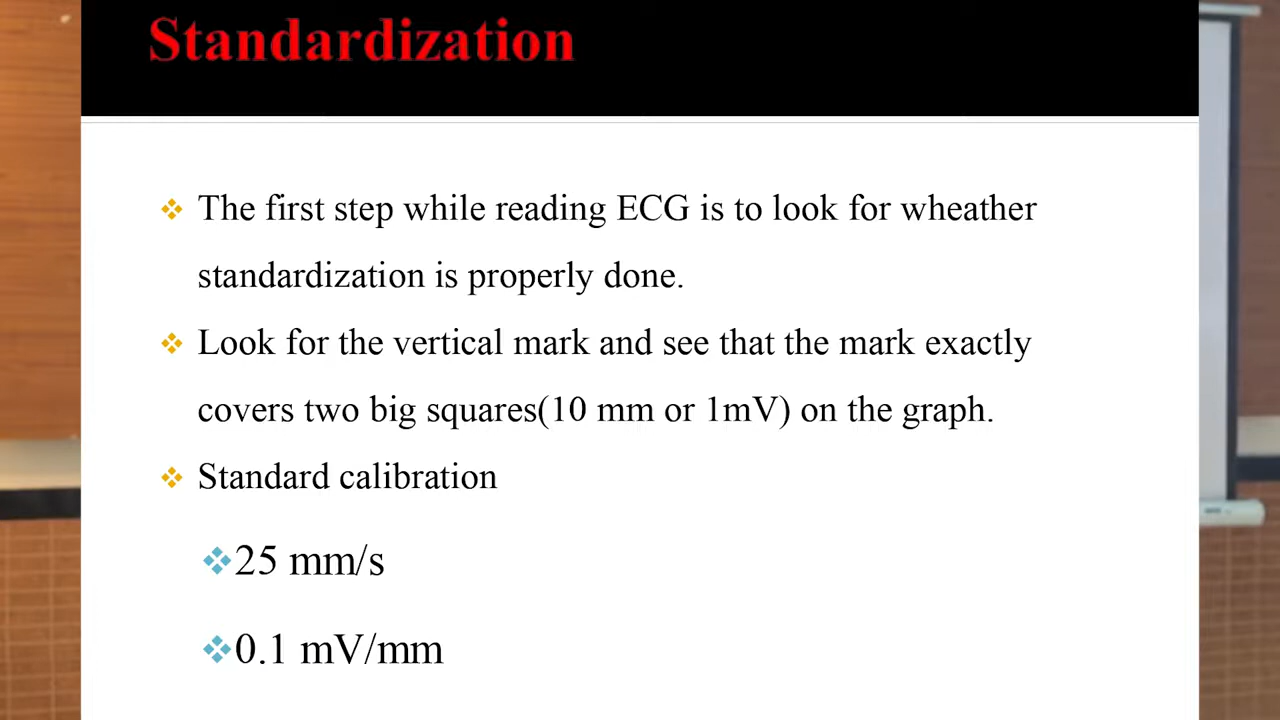 Standardization
The first step while reading ECG is to look for wheather
standardization is properly done.
Look for the vertical mark and see that the mark exactly
covers two big squares(10 mm or 1mV) on the graph.
Standard calibration
25 mm/s
0.1 mV/mm